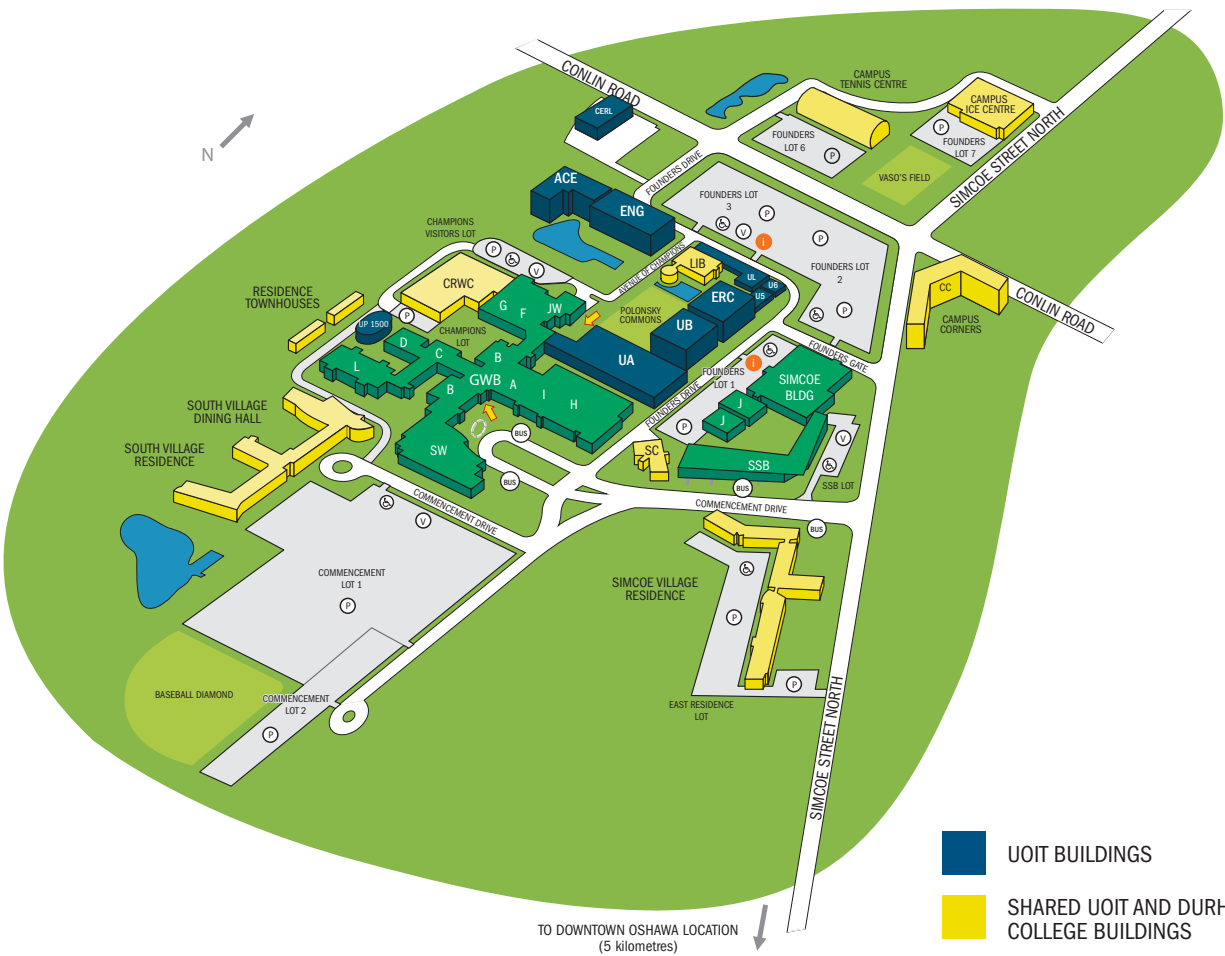 CONLIN ROAD
CERL
CAMPUS
TENNIS CENTRE
CAMPUS
ICE CENTRE
P
FOUNDERS
LOT 7
FOUNDERS
LOT 6
P
VASO'S FIELD
SIMCOE STREET NORTH
N
ACE
ENG
FOUNDERS DRIVE
FOUNDERS LOT
3
P
V
i
P
FOUNDERS LOT
2
P
CHAMPIONS
VISITORS LOT
P
V
AVENUE OF CHAMPIONS
LIB
UL
U6
U5
ERC
CC
CAMPUS
CORNERS
CONLIN ROAD
RESIDENCE
TOWNHOUSES
CRWC
G
F
JW
POLONSKY
COMMONS
UB
UA
UP 1500
P
CHAMPIONS
LOT
D
C
B
L
B
GWB
A
I
H
FOUNDERS GATE
i
FOUNDERS
LOT 1
SIMCOE
BLDG
FOUNDERS DRIVE
J
J
P
SOUTH VILLAGE
DINING HALL
SOUTH VILLAGE
RESIDENCE
SW
BUS
BUS
SC
SSB
BUS
V
SSB LOT
COMMENCEMENT DRIVE
COMMENCEMENT DRIVE
BUS
V
COMMENCEMENT
LOT 1
P
SIMCOE VILLAGE
RESIDENCE
P
P
EAST RESIDENCE
LOT
BASEBALL DIAMOND
COMMENCEMENT
LOT 2
P
SIMCOE STREET NORTH
UOIT BUILDINGS
SHARED UOIT AND DURH
COLLEGE BUILDINGS
TO DOWNTOWN OSHAWA LOCATION
(5 kilometres)